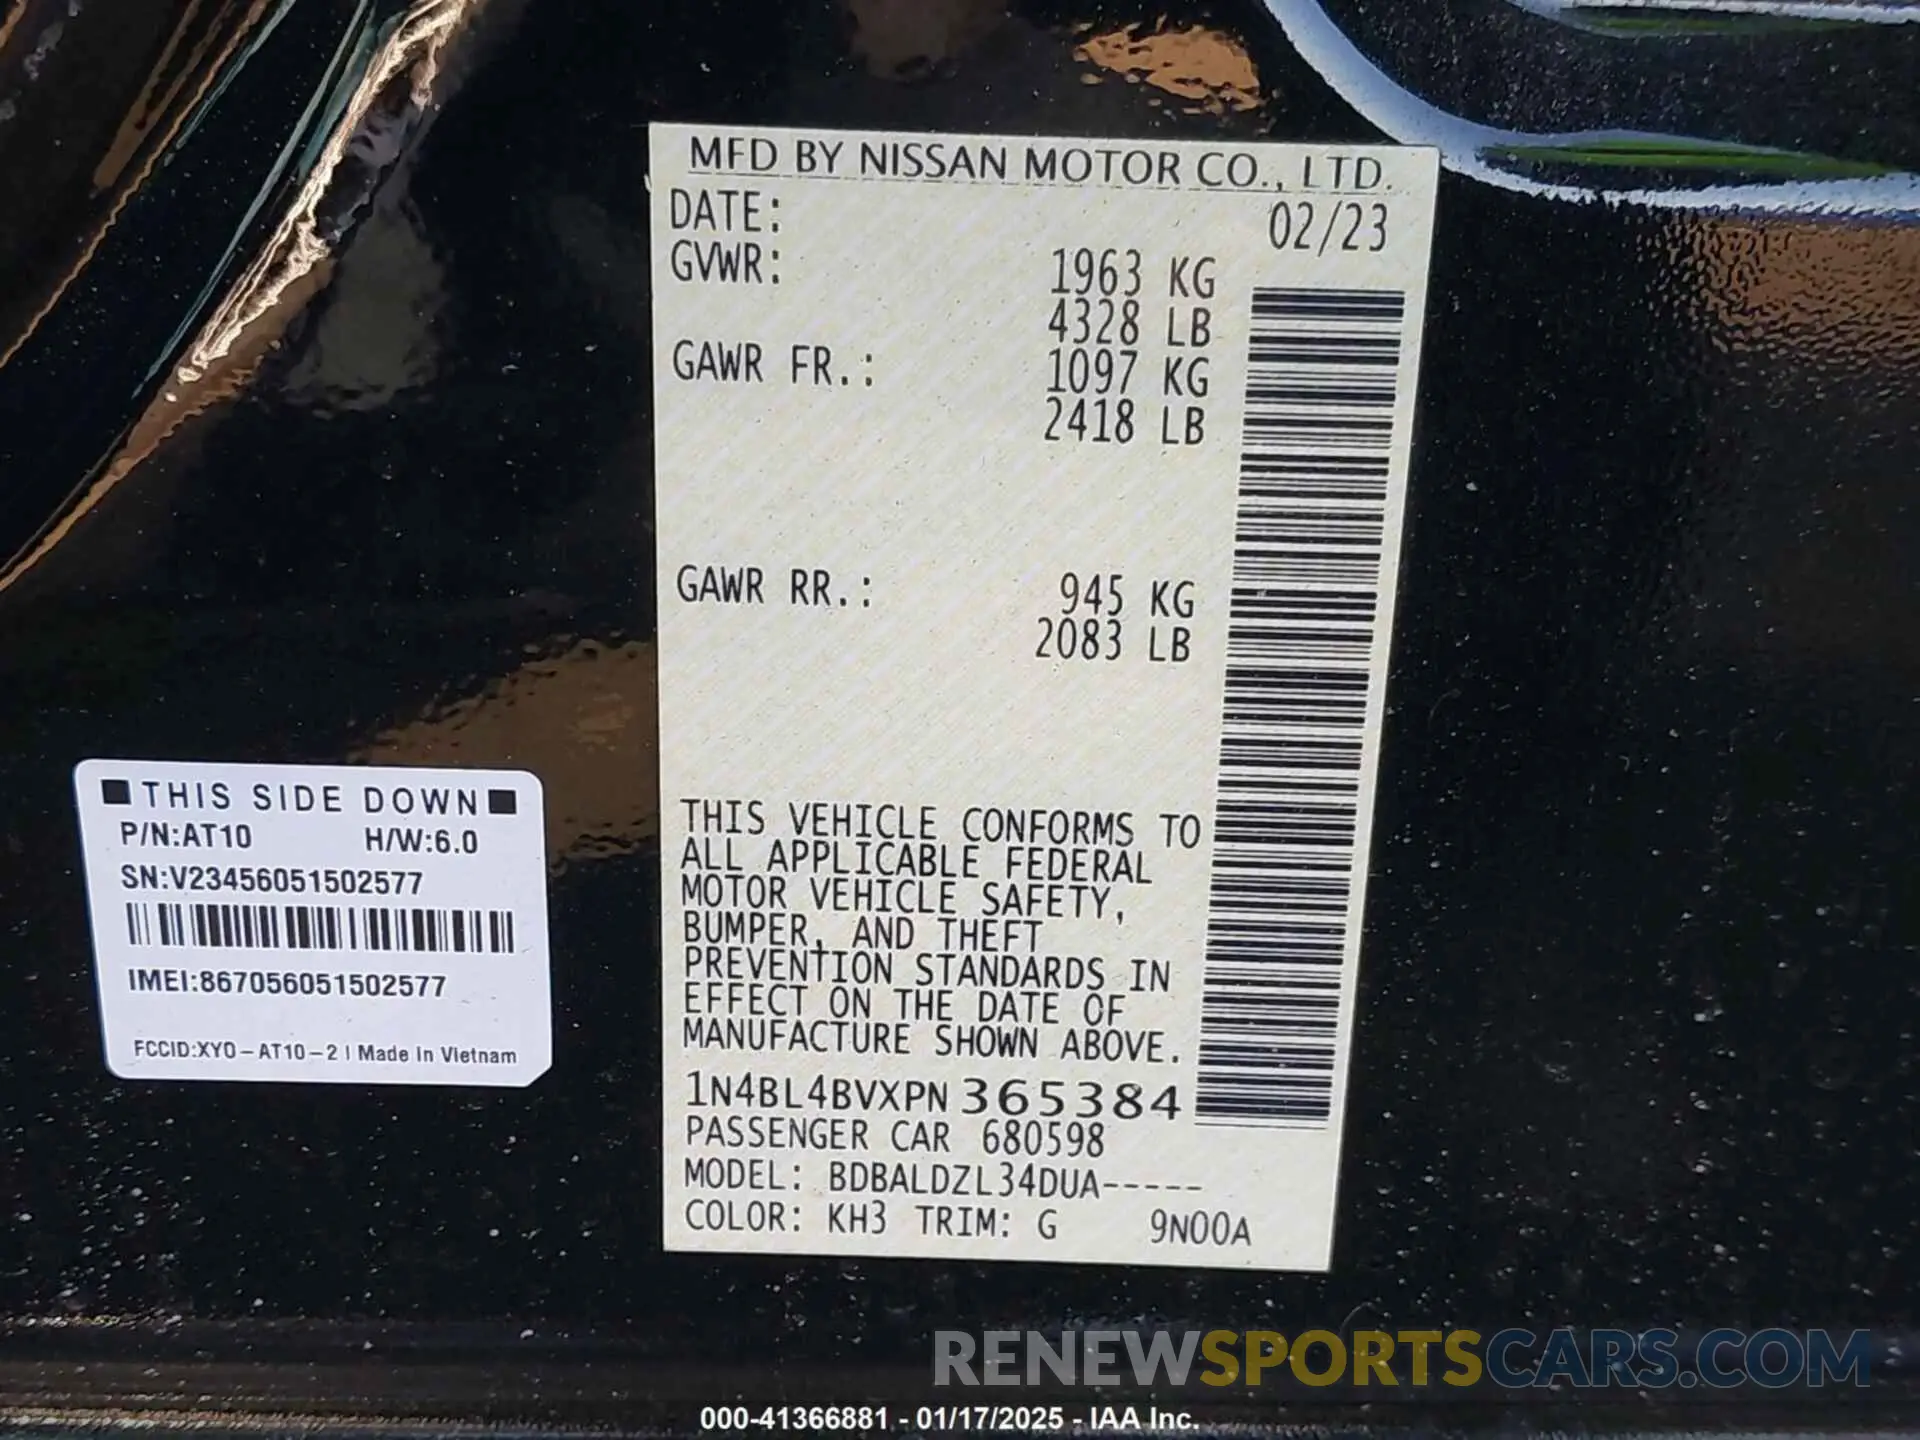 MFD BY NISSAN MOTOR CO., LTD.
DATE: 02/23
GVWR: 1963 KG
4328 LB
GAWR FR.: 1097 KG
2418 LB
GAWR RR.: 945 KG
2083 LB
THIS VEHICLE CONFORMS TO
ALL APPLICABLE FEDERAL
MOTOR VEHICLE SAFETY,
BUMPER, AND THEFT
PREVENTION STANDARDS IN
EFFECT ON THE DATE OF
MANUFACTURE SHOWN ABOVE.
1N4BL4BVXPN365384
PASSENGER CAR 680598
MODEL: BDBALDZL34DUA-----
COLOR: KH3 TRIM: G 9N00A
■THIS SIDE DOWN■
P/N:AT10 H/W:6.0
SN:V23456051502577
IMEI:867056051502577
FCCID:XYO-AT10-2 | Made in Vietnam
RENEWSPORTSCARS.COM
000-41366881 - 01/17/2025 - IAA Inc.